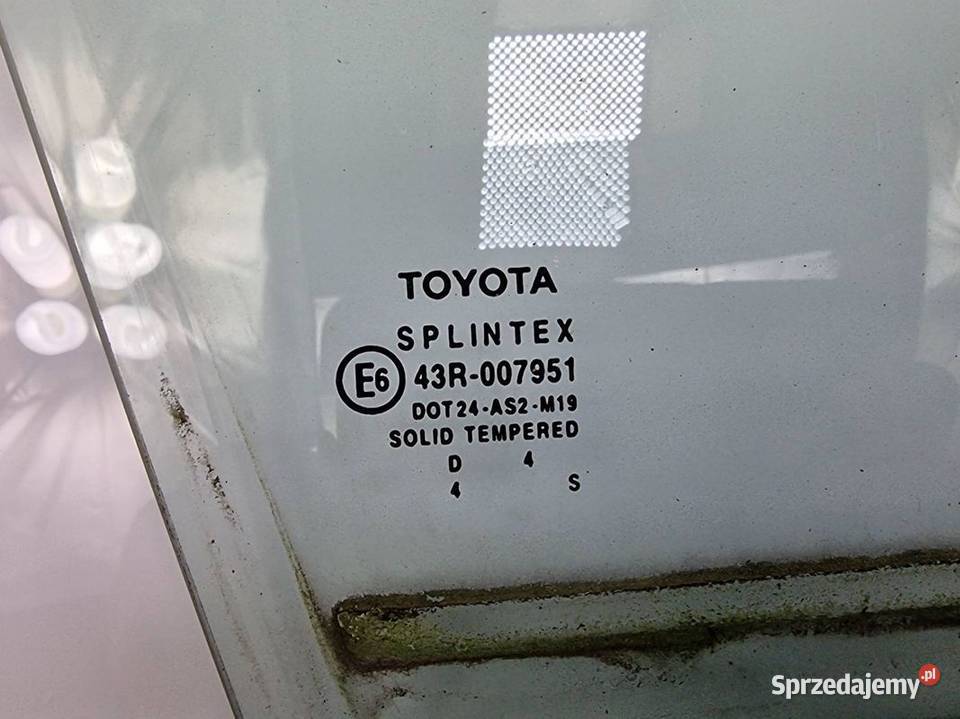 TOYOTA
SPLINTEX
E6 43R-007951
DOT24-AS2-M19
SOLID TEMPERED
D 4
4 S
Sprzedajemy.pl